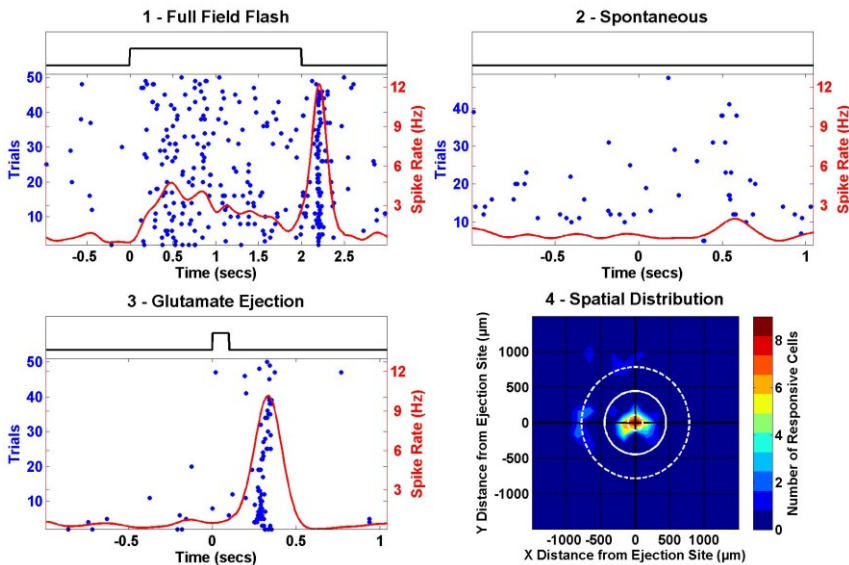 1 - Full Field Flash
50
40
30
20
10
Trials
12
9
6
3
Spike Rate (Hz)
-0.5 0 0.5 1 1.5 2 2.5
Time (secs)
2 - Spontaneous
40
30
20
10
Trials
12
9
6
3
Spike Rate (Hz)
-0.5 0 0.5 1
Time (secs)
3 - Glutamate Ejection
50
40
30
20
10
Trials
12
9
6
3
Spike Rate (Hz)
-0.5 0 0.5 1
Time (secs)
4 - Spatial Distribution
Y Distance from Ejection Site (µm)
1000
500
0
-500
-1000
-1000 -500 0 500 1000
X Distance from Ejection Site (µm)
8
6
4
2
0
Number of Responsive Cells